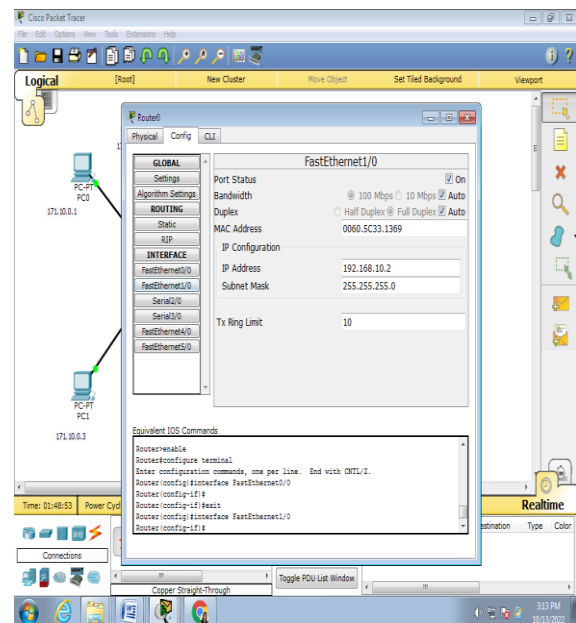 Cisco Packet Tracer
File Edit Options View Tools Extensions Help
Logical [Root] New Cluster Move Object Set Tiled Background Viewport
PC-PT
PC0
171.10.0.1
PC-PT
PC1
171.10.0.3
Router0
Physical Config CLI
GLOBAL
Settings
Algorithm Settings
ROUTING
Static
RIP
INTERFACE
FastEthernet0/0
FastEthernet1/0
Serial2/0
Serial3/0
FastEthernet4/0
FastEthernet5/0
FastEthernet1/0
Port Status On
Bandwidth 100 Mbps 10 Mbps Auto
Duplex Half Duplex Full Duplex Auto
MAC Address 0060.5C33.1369
IP Configuration
IP Address 192.168.10.2
Subnet Mask 255.255.255.0
Tx Ring Limit 10
Equivalent IOS Commands
Router>enable
Router#configure terminal
Enter configuration commands, one per line. End with CNTL/Z.
Router(config)#interface FastEthernet0/0
Router(config-if)#
Router(config-if)#exit
Router(config)#interface FastEthernet1/0
Router(config-if)#
Time: 01:48:53 Power Cycl
Realtime
Connections
Copper Straight-Through
Toggle PDU List Window
estination Type Color
3:13 PM
10/13/2022